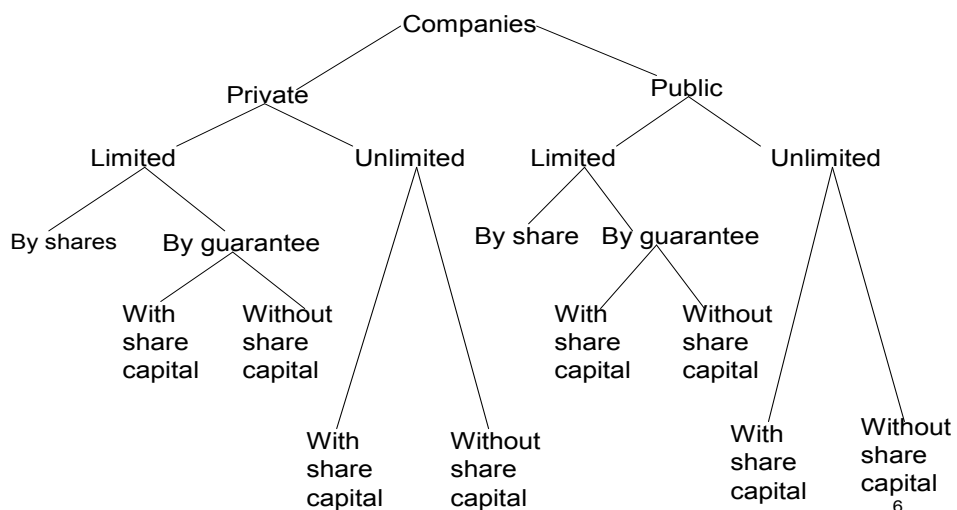 Companies
Private
Public
Limited
Unlimited
Limited
Unlimited
By shares
By guarantee
By share
By guarantee
With
share
capital
Without
share
capital
With
share
capital
Without
share
capital
With
share
capital
Without
share
capital
With
share
capital
Without
share
capital
6